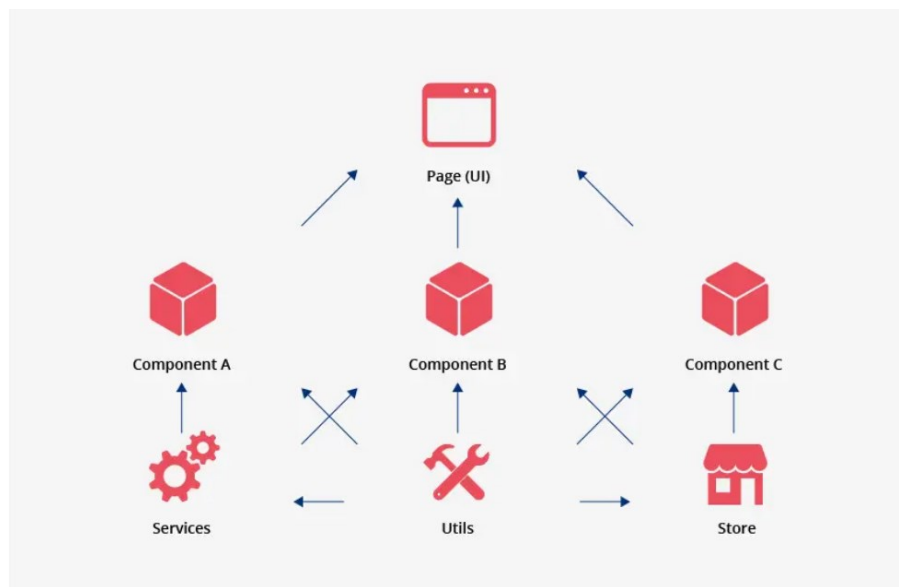 Page (UI)
Component A
Component B
Component C
Services
Utils
Store